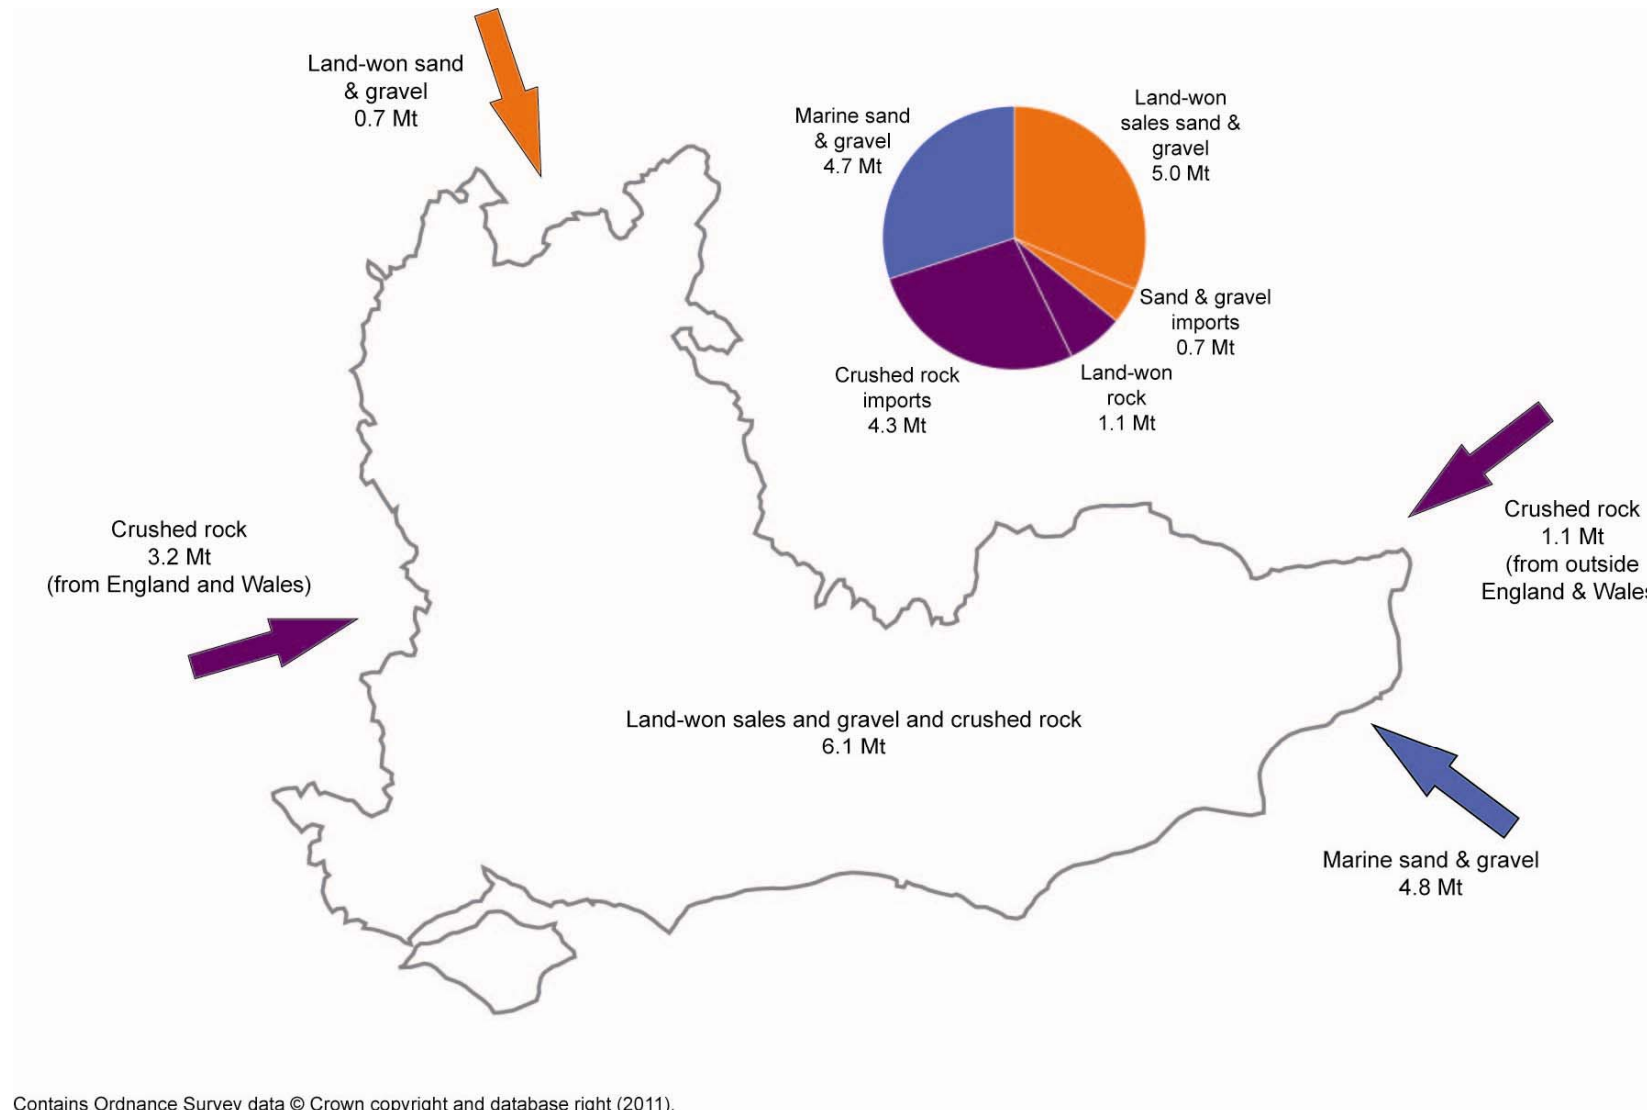 Land-won sand
& gravel
0.7 Mt
Marine sand
& gravel
4.7 Mt
Land-won
sales sand &
gravel
5.0 Mt
Sand & gravel
imports
0.7 Mt
Crushed rock
imports
4.3 Mt
Land-won
rock
1.1 Mt
Crushed rock
3.2 Mt
(from England and Wales)
Crushed rock
1.1 Mt
(from outside
England & Wales
Land-won sales and gravel and crushed rock
6.1 Mt
Marine sand & gravel
4.8 Mt
Contains Ordnance Survey data © Crown copyright and database right (2011).